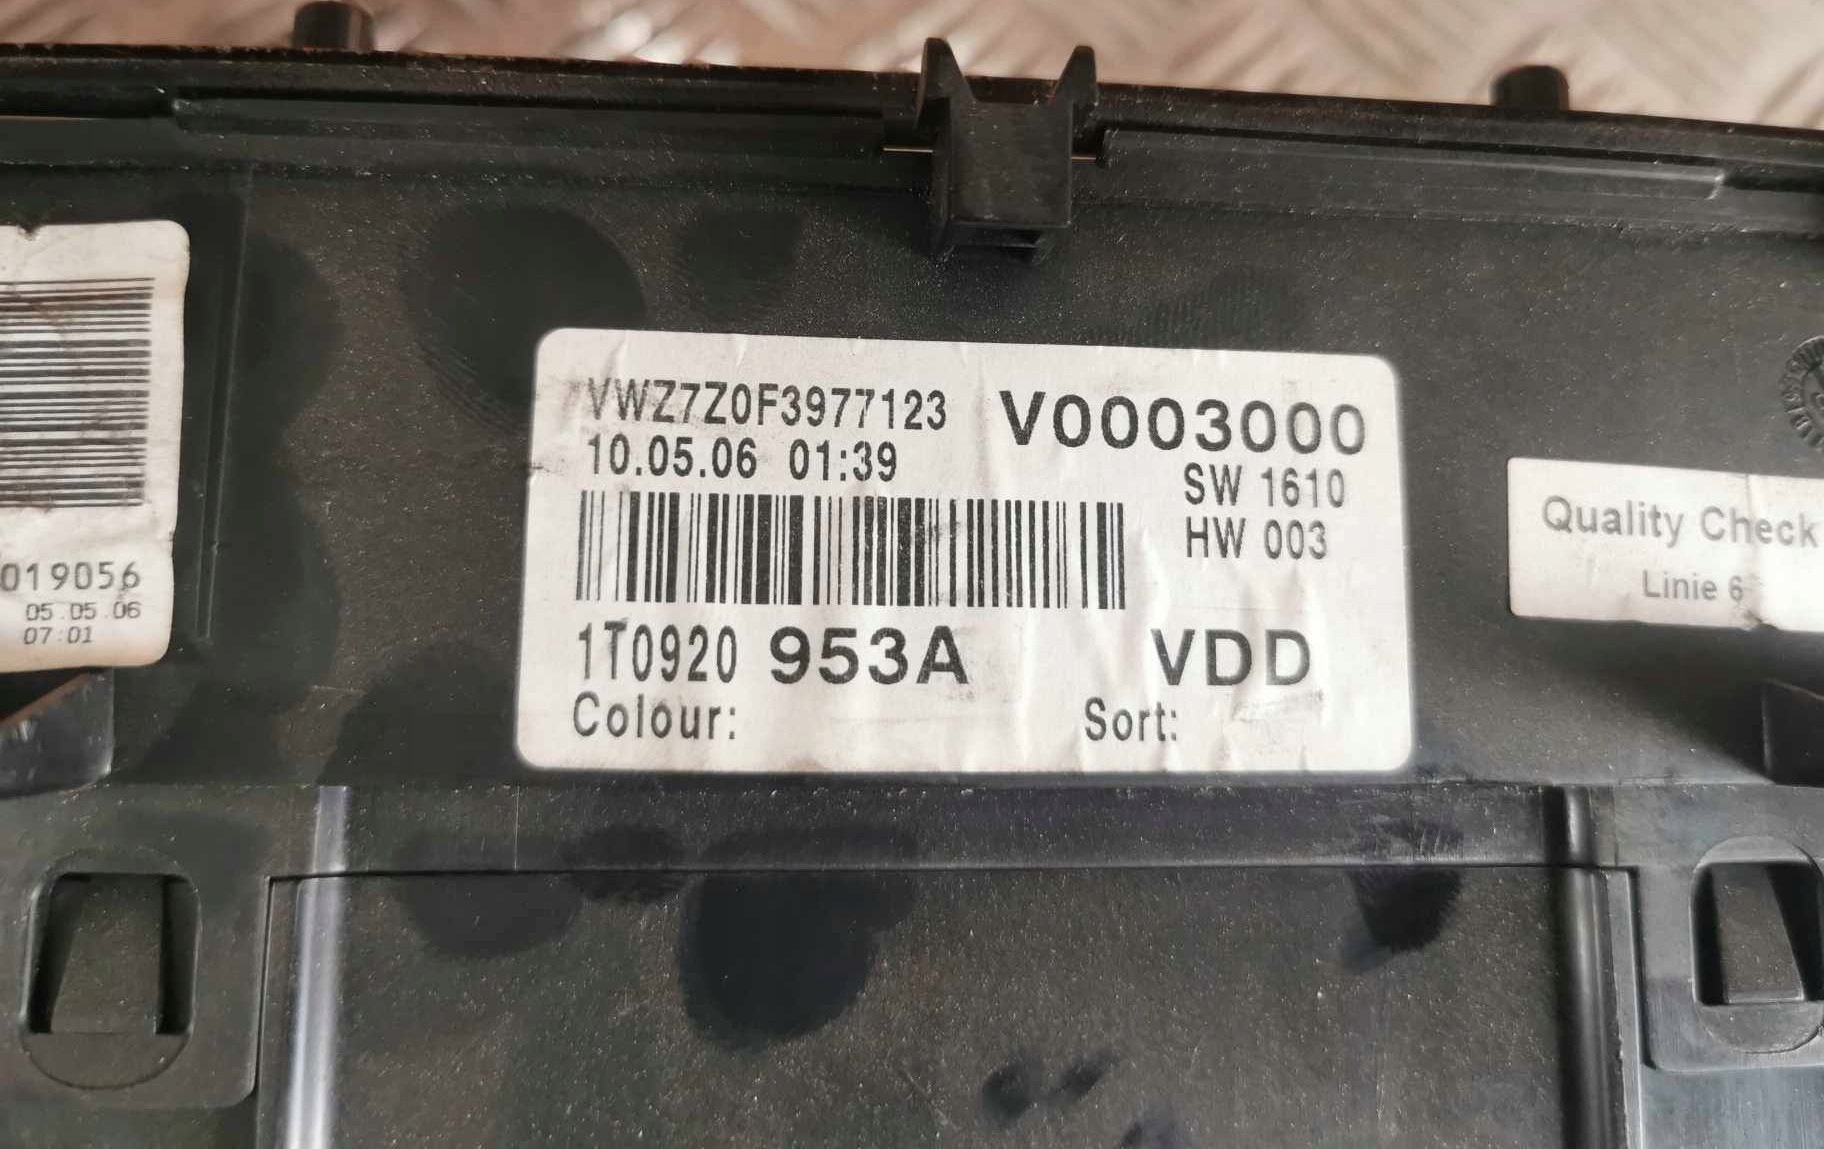 019056
05.05.06
07:01
VWZ7Z0F3977123 V0003000
10.05.06 01:39
SW 1610
HW 003
1T0920 953A VDD
Colour: Sort:
Quality Check
Linie 6